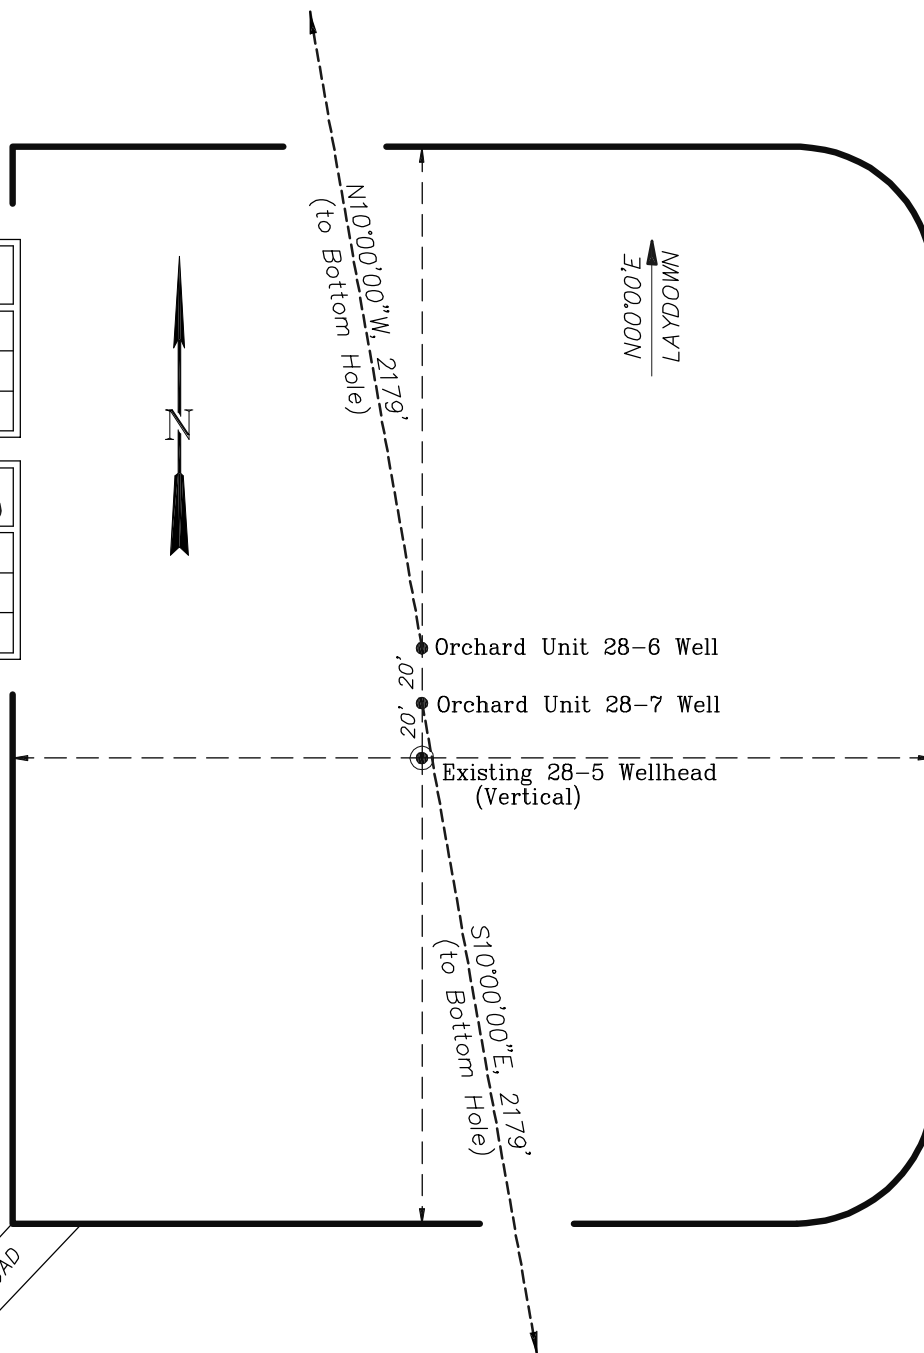 N10°00'00"W, 2179'
(to Bottom Hole)
LAYDOWN
N00°00'E
N
Orchard Unit 28-6 Well
20'
Orchard Unit 28-7 Well
20'
Existing 28-5 Wellhead
(Vertical)
S10°00'00"E, 2179'
(to Bottom Hole)